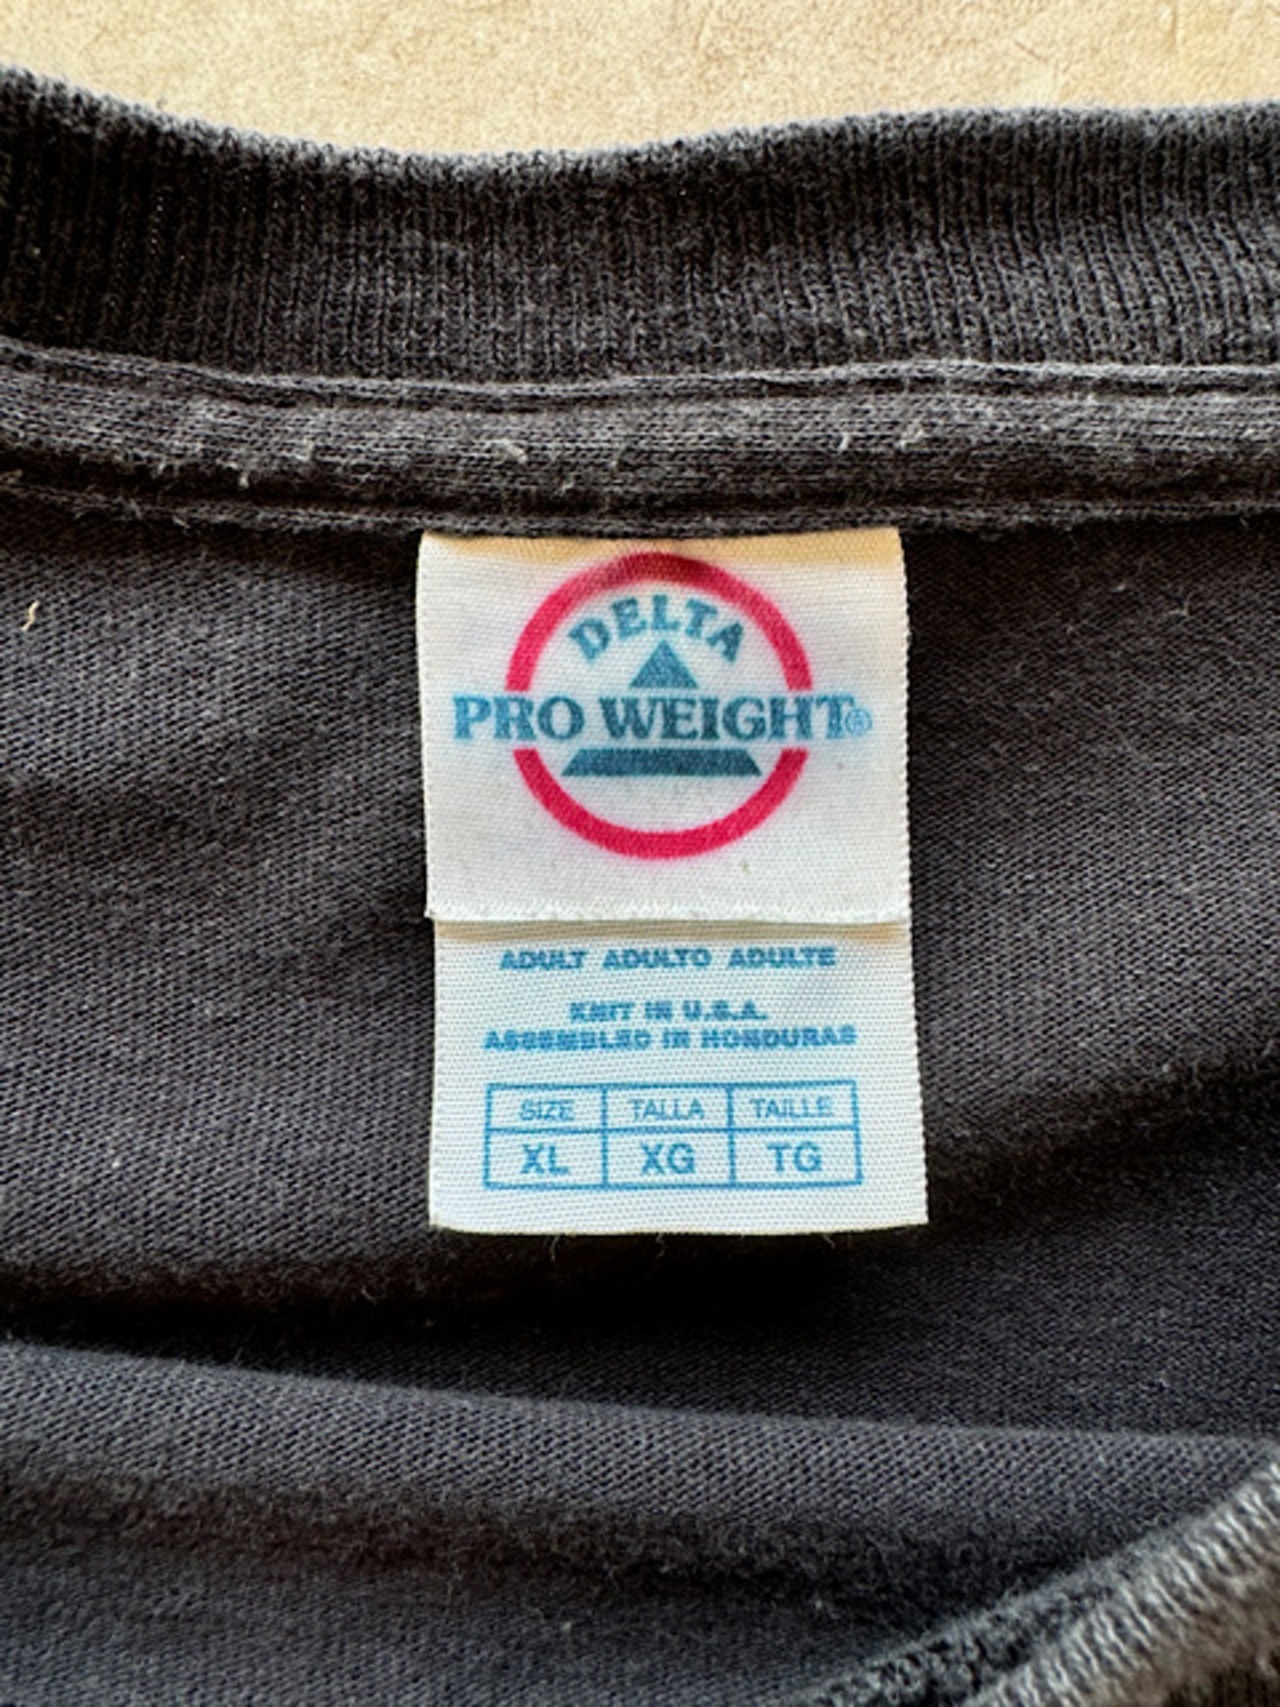 DELTA
PRO WEIGHT®
ADULT ADULTO ADULTE
KNIT IN U.S.A.
ASSEMBLED IN HONDURAS
SIZE TALLA TAILLE
XL XG TG